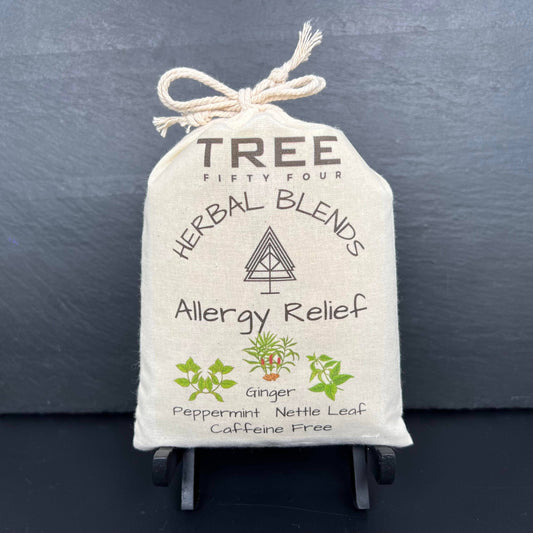 TREE
FIFTY FOUR
HERBAL BLENDS
Allergy Relief
Ginger
Peppermint Nettle Leaf
Caffeine Free